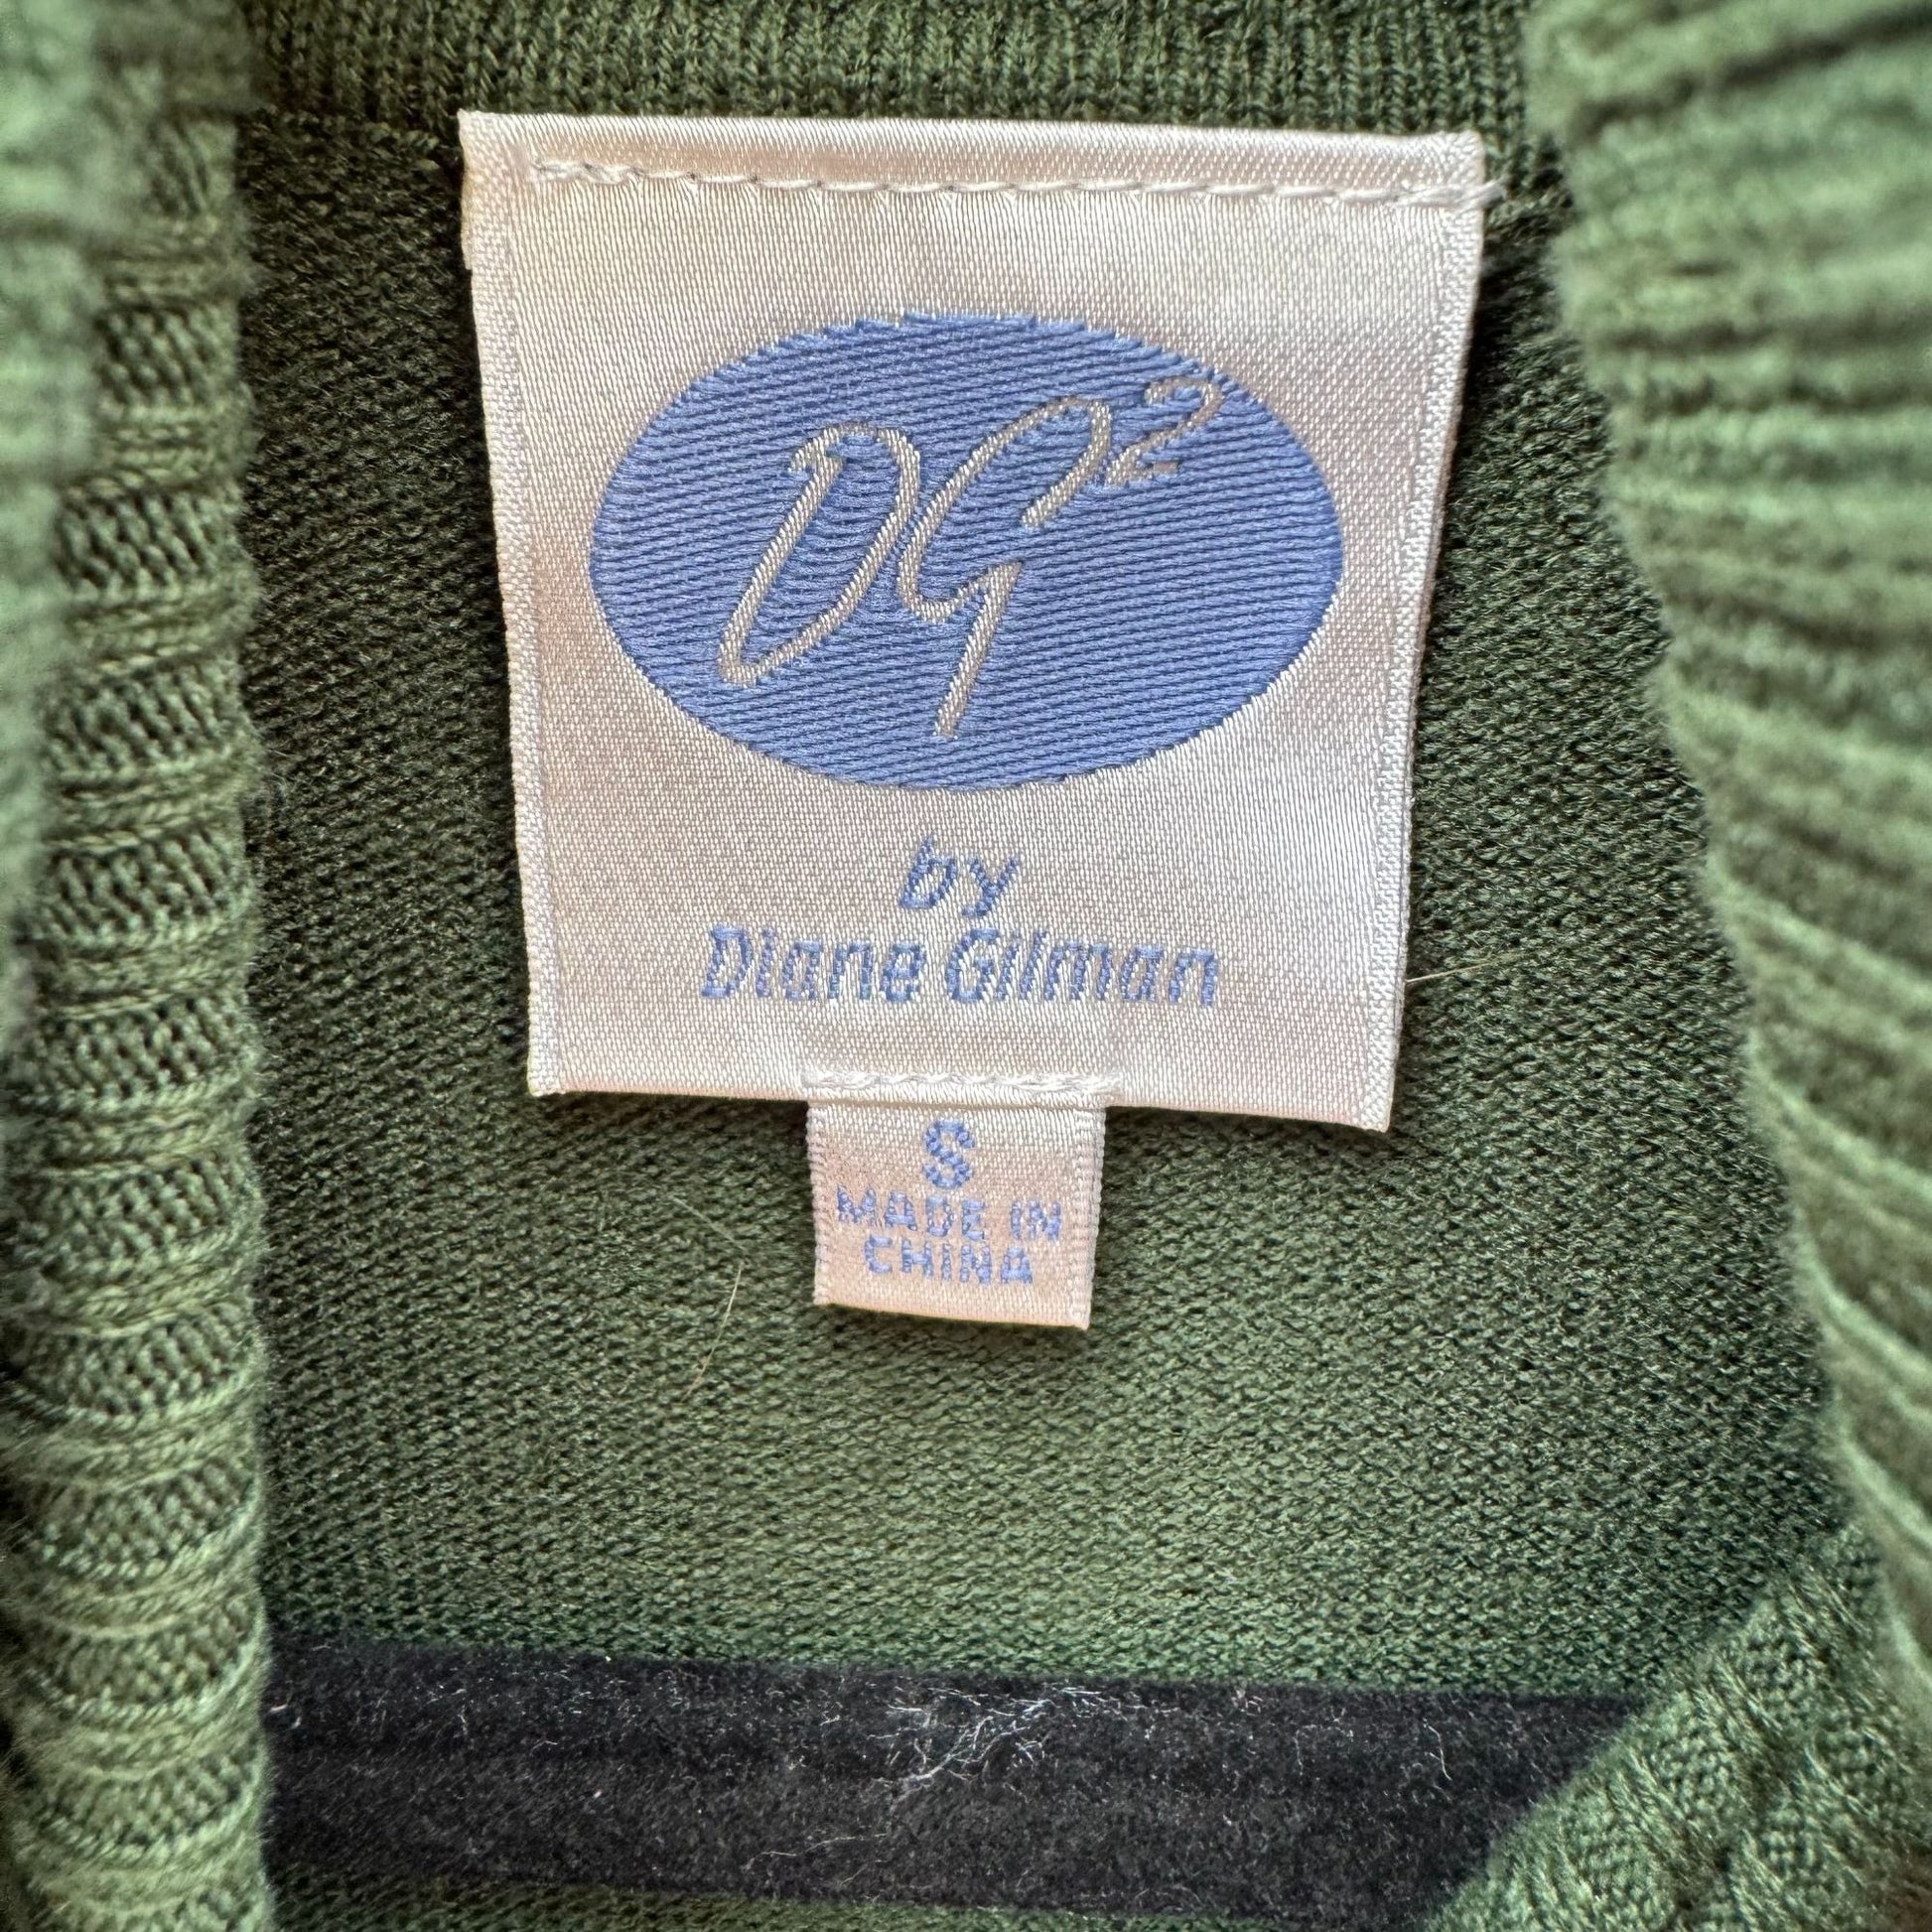 DG²
by
Diane Gilman
S
MADE IN
CHINA